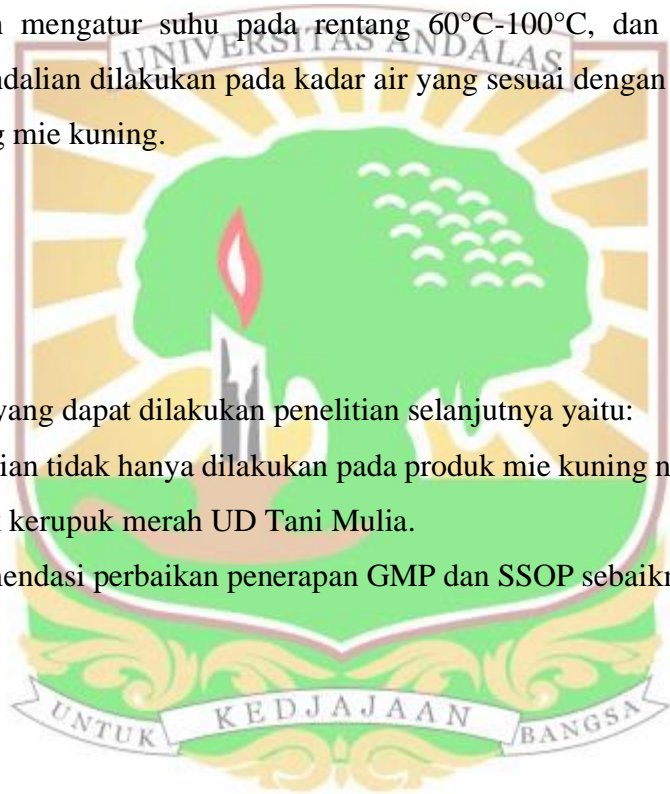 mengatur suhu pada rentang 60°C-100°C, dan
UNIVERSITAS ANDALAS
dalian dilakukan pada kadar air yang sesuai dengan
g mie kuning.
yang dapat dilakukan penelitian selanjutnya yaitu:
ian tidak hanya dilakukan pada produk mie kuning n
k kerupuk merah UD Tani Mulia.
endasi perbaikan penerapan GMP dan SSOP sebaikn
UNTUK KEDJAJAAN BANGSA